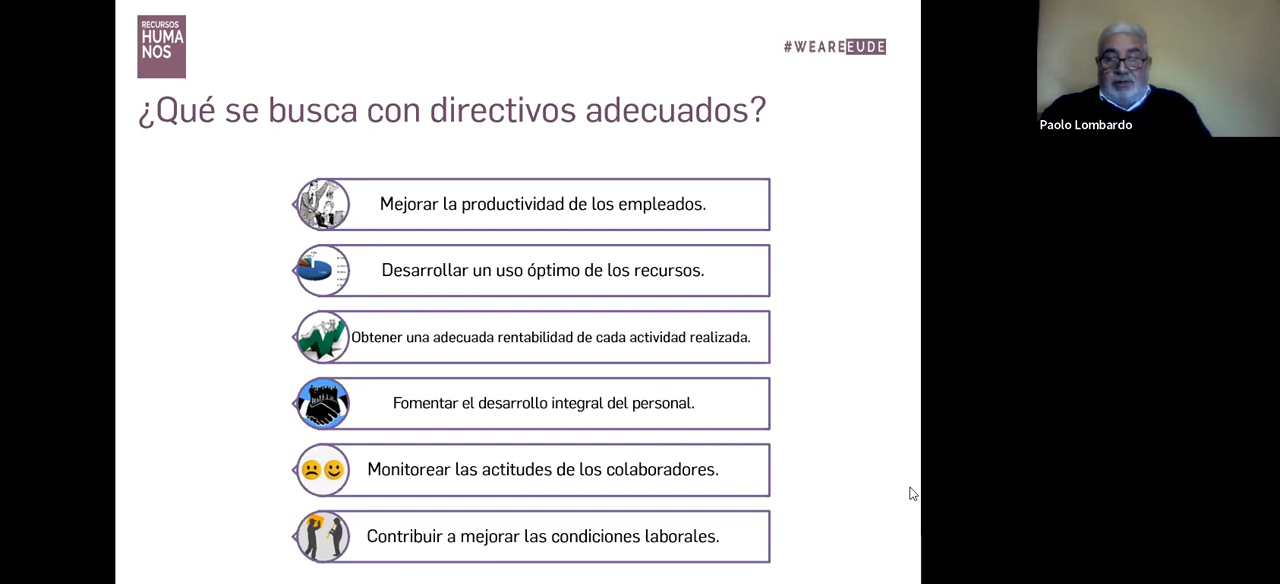 RECURSOS
HUMA
NOS
#WEAREEUDE
¿Qué se busca con directivos adecuados?
Mejorar la productividad de los empleados.
Desarrollar un uso óptimo de los recursos.
Obtener una adecuada rentabilidad de cada actividad realizada.
Fomentar el desarrollo integral del personal.
Monitorear las actitudes de los colaboradores.
Contribuir a mejorar las condiciones laborales.
Paolo Lombardo